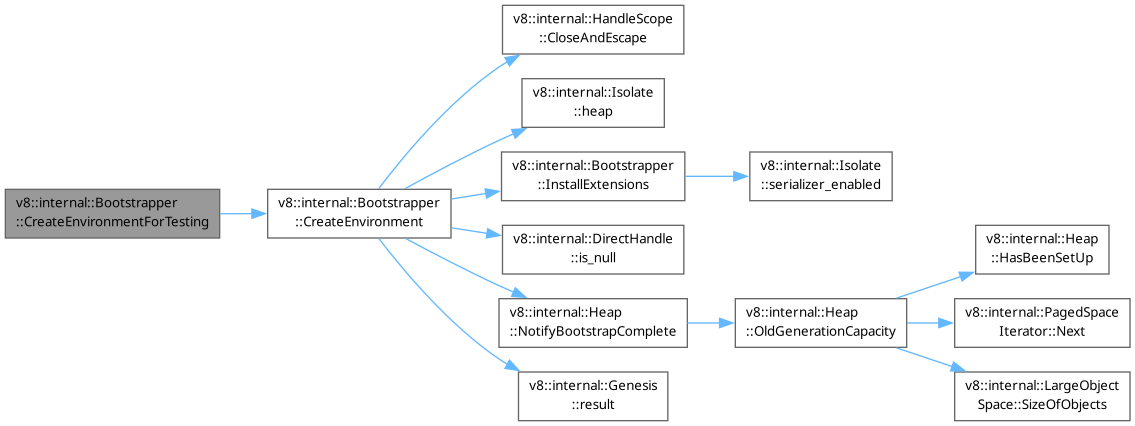 v8::internal::HandleScope
::CloseAndEscape
v8::internal::Isolate
::heap
v8::internal::Bootstrapper
::InstallExtensions
v8::internal::Isolate
::serializer_enabled
v8::internal::Bootstrapper
::CreateEnvironmentForTesting
v8::internal::Bootstrapper
::CreateEnvironment
v8::internal::DirectHandle
::is_null
v8::internal::Heap
::HasBeenSetUp
v8::internal::Heap
::NotifyBootstrapComplete
v8::internal::Heap
::OldGenerationCapacity
v8::internal::PagedSpace
Iterator::Next
v8::internal::Genesis
::result
v8::internal::LargeObject
Space::SizeOfObjects